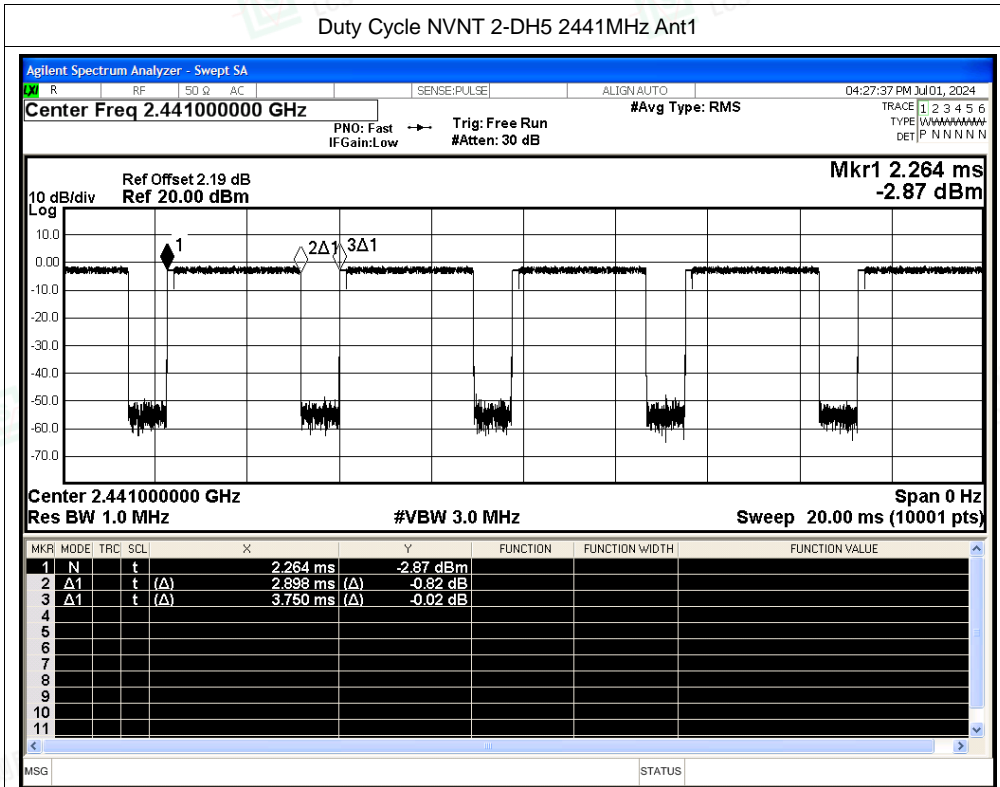 Duty Cycle NVNT 2-DH5 2441MHz Ant1
Agilent Spectrum Analyzer - Swept SA
LXI R RF 50 Ω AC SENSE:PULSE ALIGN AUTO 04:27:37 PM Jul 01, 2024
Center Freq 2.441000000 GHz #Avg Type: RMS TRACE 1 2 3 4 5 6
PNO: Fast Trig: Free Run TYPE WWWWWW
IFGain:Low #Atten: 30 dB DET P N N N N N
Mkr1 2.264 ms
Ref Offset 2.19 dB
10 dB/div Ref 20.00 dBm -2.87 dBm
Log
10.0
1 2Δ1 3Δ1
0.00
-10.0
-20.0
-30.0
-40.0
-50.0
-60.0
-70.0
Center 2.441000000 GHz Span 0 Hz
Res BW 1.0 MHz #VBW 3.0 MHz Sweep 20.00 ms (10001 pts)
MKR MODE TRC SCL X Y FUNCTION FUNCTION WIDTH FUNCTION VALUE
1 N t 2.264 ms -2.87 dBm
2 Δ1 t (Δ) 2.898 ms (Δ) -0.82 dB
3 Δ1 t (Δ) 3.750 ms (Δ) -0.02 dB
4
5
6
7
8
9
10
11
MSG STATUS